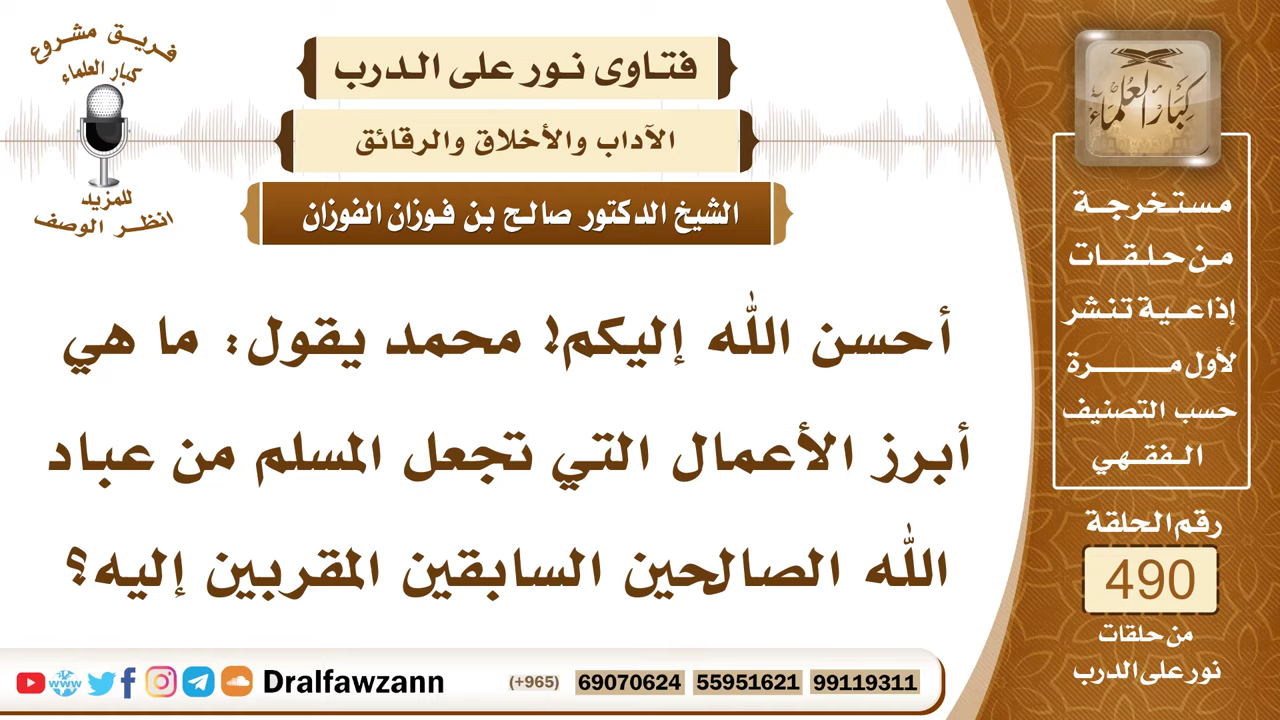 فريق مشروع
كبار العلماء
للمزيد
انظر الوصف
فتاوى نور على الدرب
الآداب والأخلاق والرقائق
الشيخ الدكتور صالح بن فوزان الفوزان
أحسن الله إليكم! محمد يقول: ما هي
أبرز الأعمال التي تجعل المسلم من عباد
الله الصالحين السابقين المقربين إليه؟
كبار العلماء
مستخرجة
من حلقات
إذاعية تنشر
لأول مرة
حسب التصنيف
الفقهي
رقم الحلقة
490
من حلقات
نور على الدرب
www Dralfawzann (+965) 69070624 55951621 99119311